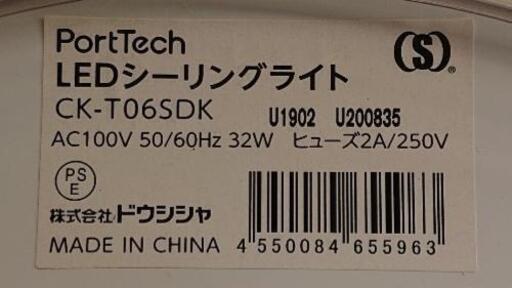 PortTech
LEDシーリングライト
CK-T06SDK U1902 U200835
AC100V 50/60Hz 32W ヒューズ2A/250V
PS
E
株式会社ドウシシャ
MADE IN CHINA
4 550084 655963
(S)®